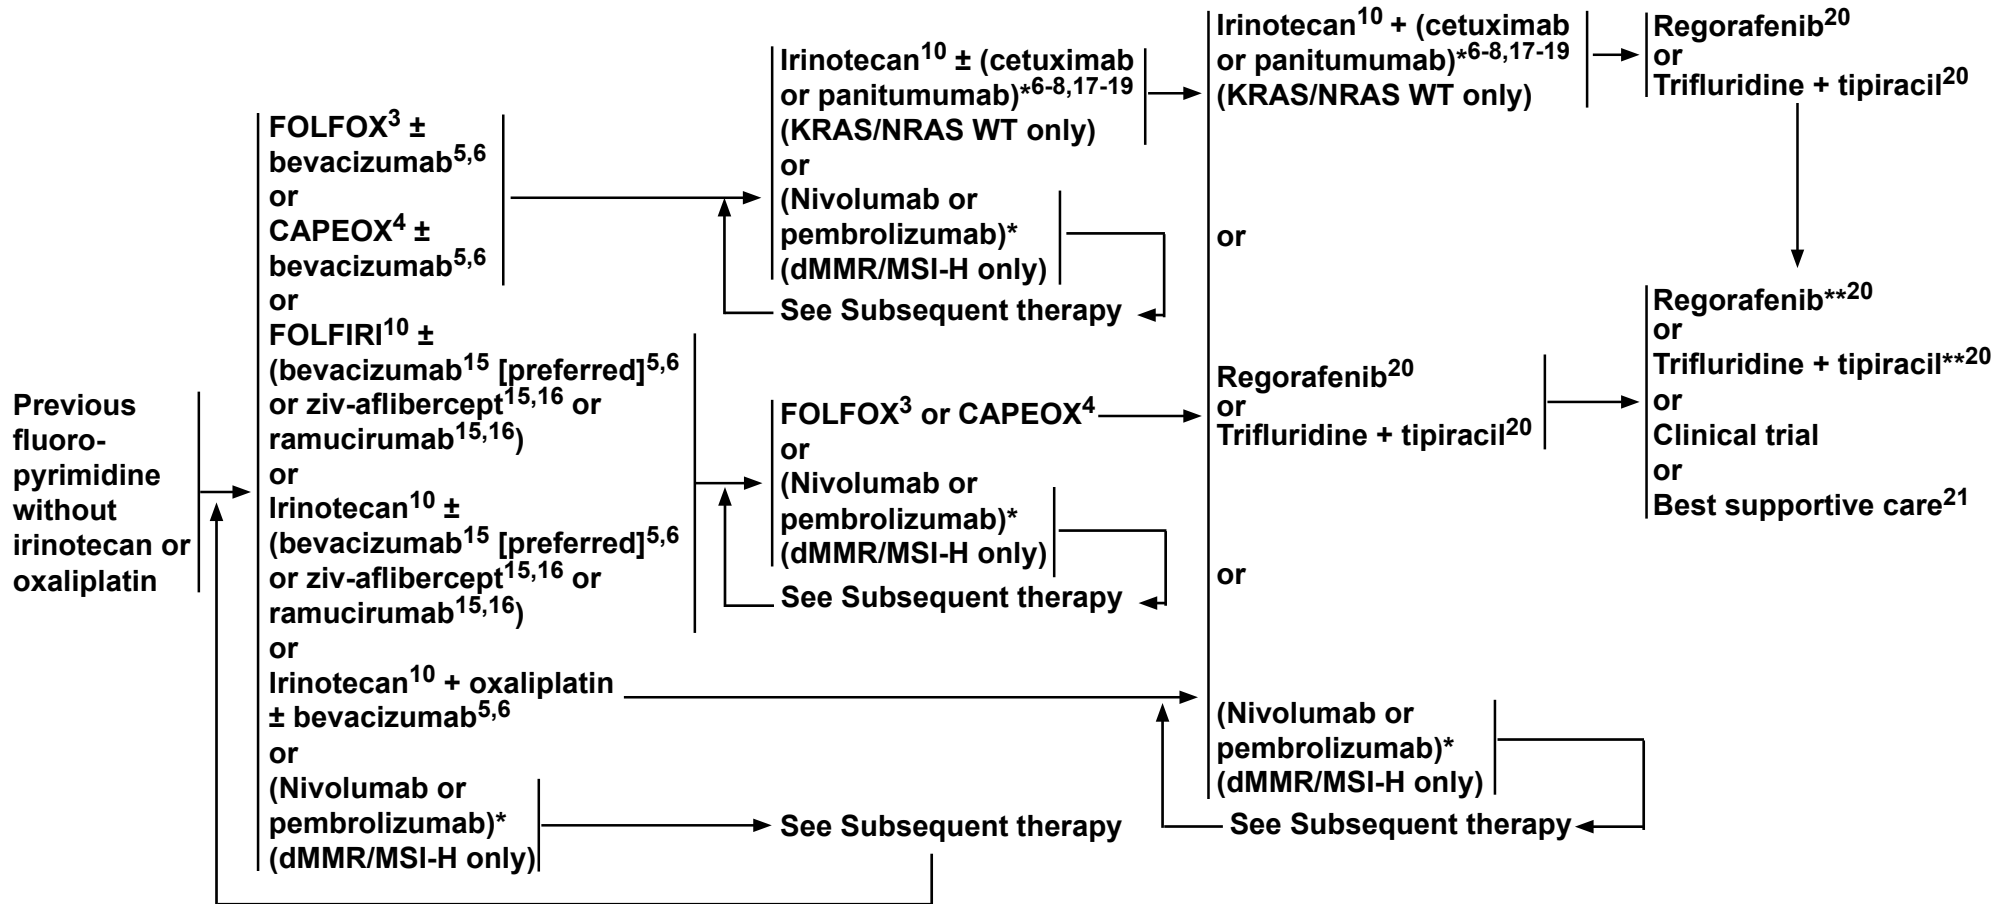 Previous
fluoro-
pyrimidine
without
irinotecan or
oxaliplatin
FOLFOX3 ±
bevacizumab5,6
or
CAPEOX4 ±
bevacizumab5,6
or
FOLFIRI10 ±
(bevacizumab15 [preferred]5,6
or ziv-aflibercept15,16 or
ramucirumab15,16)
or
Irinotecan10 ±
(bevacizumab15 [preferred]5,6
or ziv-aflibercept15,16 or
ramucirumab15,16)
or
Irinotecan10 + oxaliplatin
± bevacizumab5,6
or
(Nivolumab or
pembrolizumab)*
(dMMR/MSI-H only)
Irinotecan10 ± (cetuximab
or panitumumab)*6-8,17-19
(KRAS/NRAS WT only)
or
(Nivolumab or
pembrolizumab)*
(dMMR/MSI-H only)
See Subsequent therapy
FOLFOX3 or CAPEOX4
or
(Nivolumab or
pembrolizumab)*
(dMMR/MSI-H only)
See Subsequent therapy
See Subsequent therapy
Irinotecan10 + (cetuximab
or panitumumab)*6-8,17-19
(KRAS/NRAS WT only)
or
Regorafenib20
or
Trifluridine + tipiracil20
or
(Nivolumab or
pembrolizumab)*
(dMMR/MSI-H only)
See Subsequent therapy
Regorafenib20
or
Trifluridine + tipiracil20
Regorafenib**20
or
Trifluridine + tipiracil**20
or
Clinical trial
or
Best supportive care21